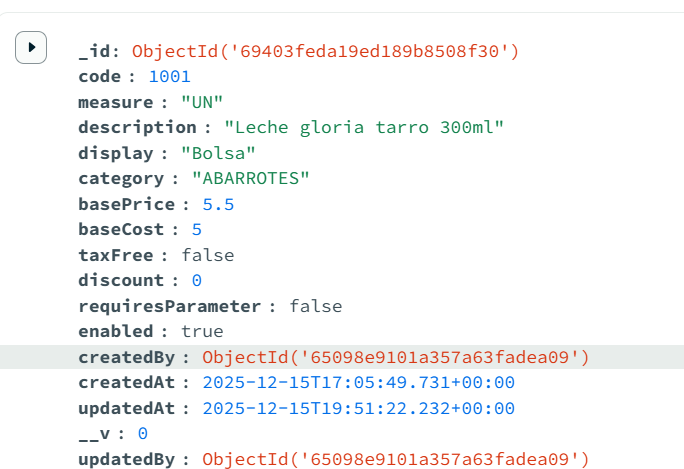 _id: ObjectId('69403feda19ed189b8508f30')
code : 1001
measure : "UN"
description : "Leche gloria tarro 300ml"
display : "Bolsa"
category : "ABARROTES"
basePrice : 5.5
baseCost : 5
taxFree : false
discount : 0
requiresParameter : false
enabled : true
createdBy : ObjectId('65098e9101a357a63fadea09')
createdAt : 2025-12-15T17:05:49.731+00:00
updatedAt : 2025-12-15T19:51:22.232+00:00
__v : 0
updatedBy : ObjectId('65098e9101a357a63fadea09')